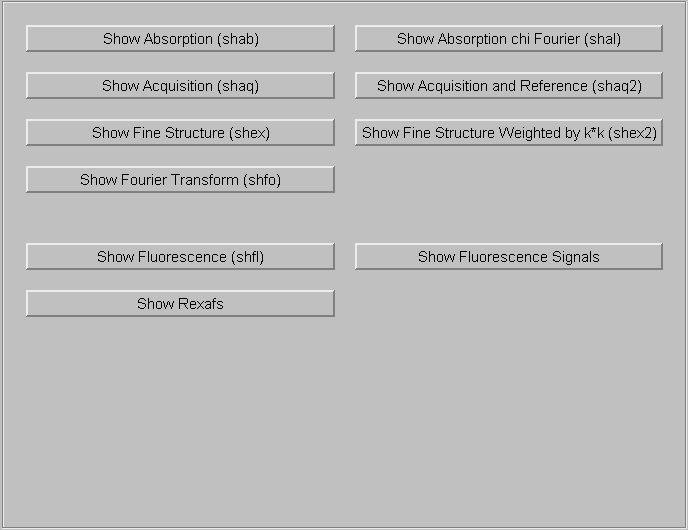 Show Absorption (shab)
Show Absorption chi Fourier (shal)
Show Acquisition (shaq)
Show Acquisition and Reference (shaq2)
Show Fine Structure (shex)
Show Fine Structure Weighted by k*k (shex2)
Show Fourier Transform (shfo)
Show Fluorescence (shfl)
Show Fluorescence Signals
Show Rexafs